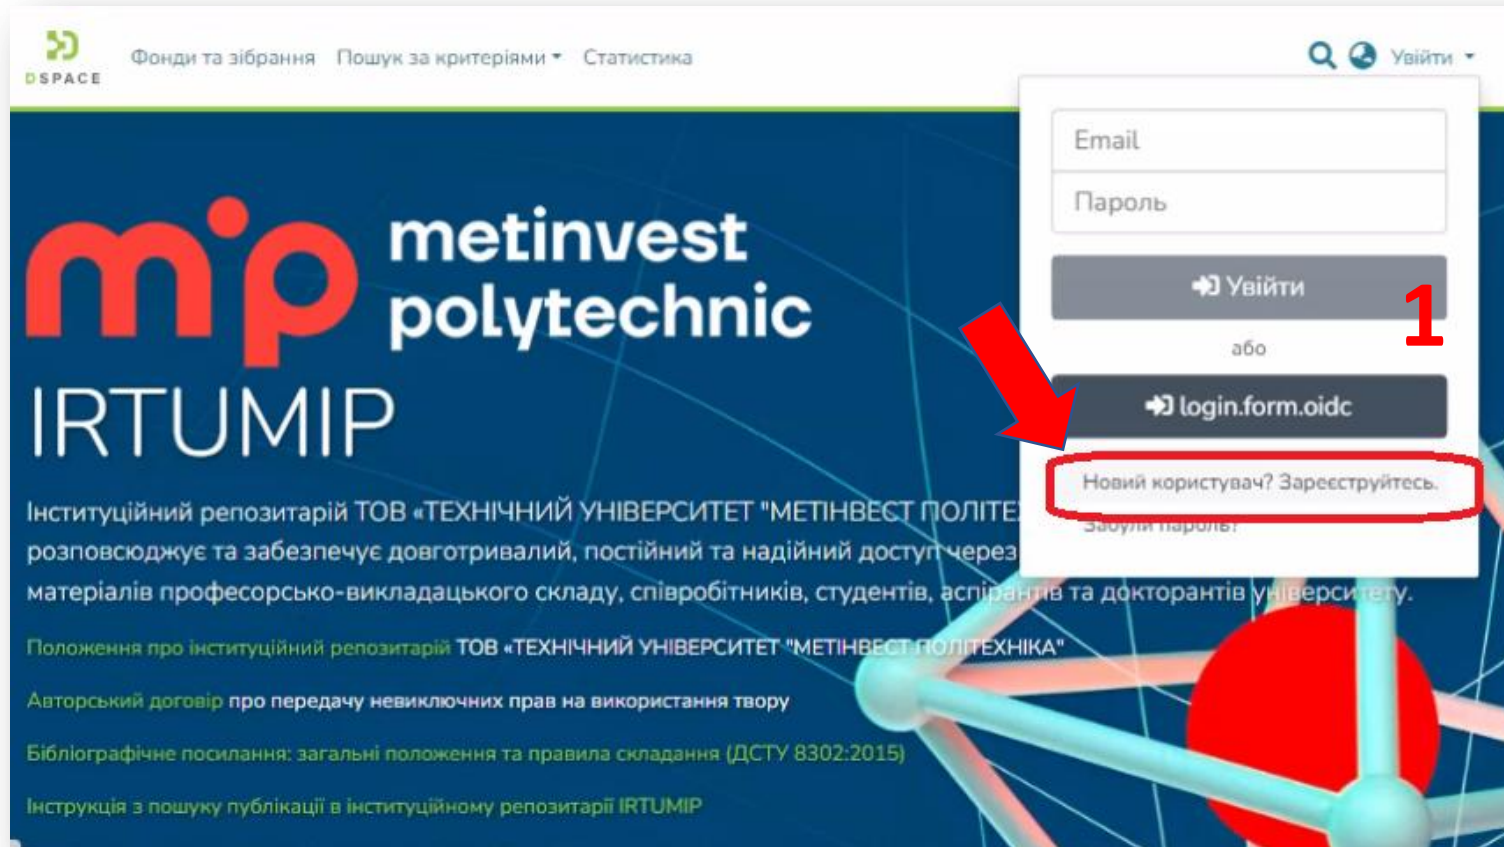 DSPACE
Фонди та зібрання Пошук за критеріями Статистика
Увійти
Email
Пароль
Увійти
1
або
login.form.oidc
Новий користувач? Зареєструйтесь.
Забули пароль?
mip metinvest
polytechnic
IRTUMIP
Інституційний репозитарій ТОВ «ТЕХНІЧНИЙ УНІВЕРСИТЕТ "МЕТІНВЕСТ ПОЛІТЕ
розповсюджує та забезпечує довготривалий, постійний та надійний доступ через
матеріалів професорсько-викладацького складу, співробітників, студентів, аспірантів та докторантів університету.
Положення про інституційний репозитарій ТОВ «ТЕХНІЧНИЙ УНІВЕРСИТЕТ "МЕТІНВЕСТ ПОЛІТЕХНІКА"
Авторський договір про передачу невиключних прав на використання твору
Бібліографічне посилання: загальні положення та правила складання (ДСТУ 8302:2015)
Інструкція з пошуку публікації в інституційному репозитарії IRTUMIP